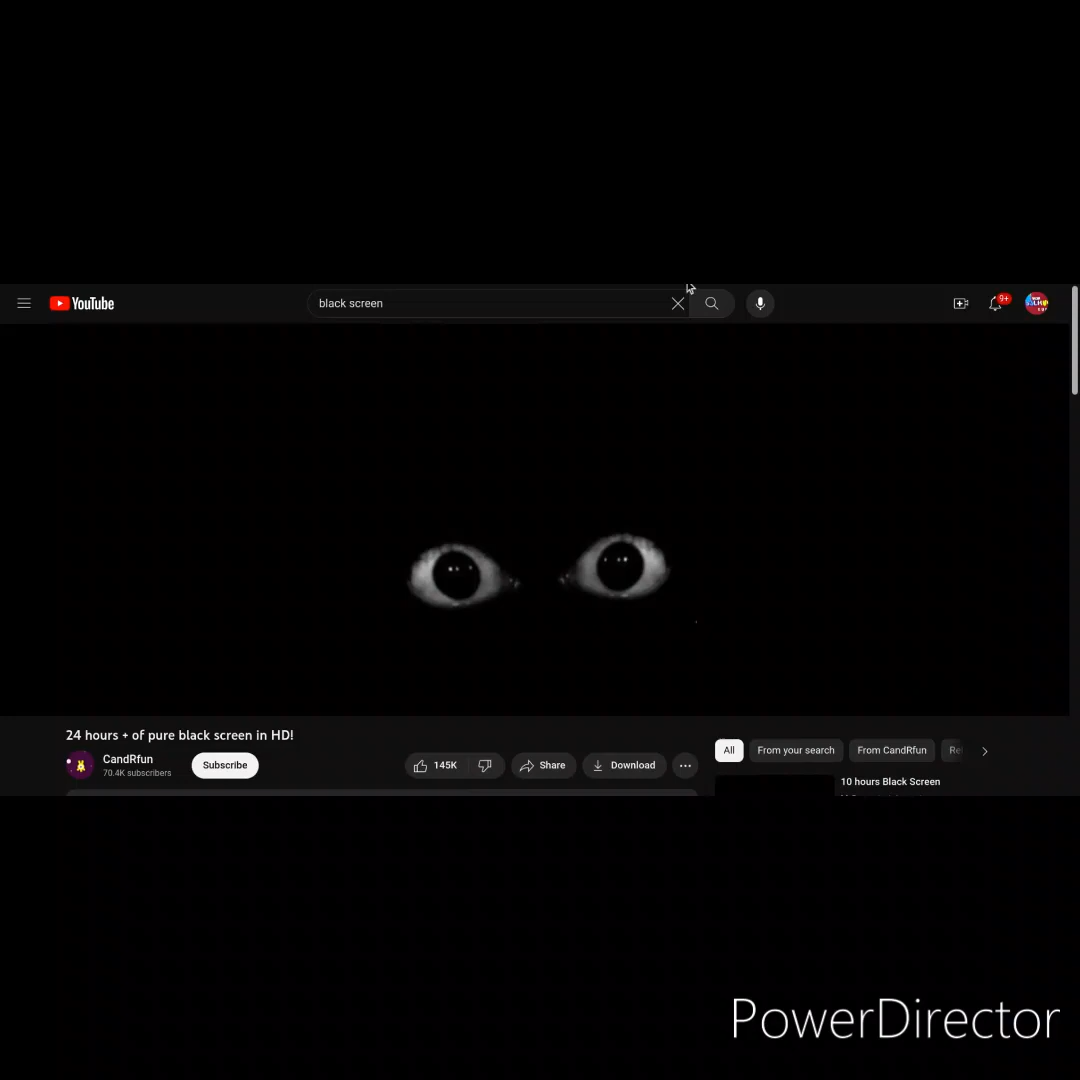 YouTube
black screen
9+
24 hours + of pure black screen in HD!
CandRfun
70.4K subscribers
Subscribe
145K
Share
Download
All
From your search
From CandRfun
10 hours Black Screen
PowerDirector